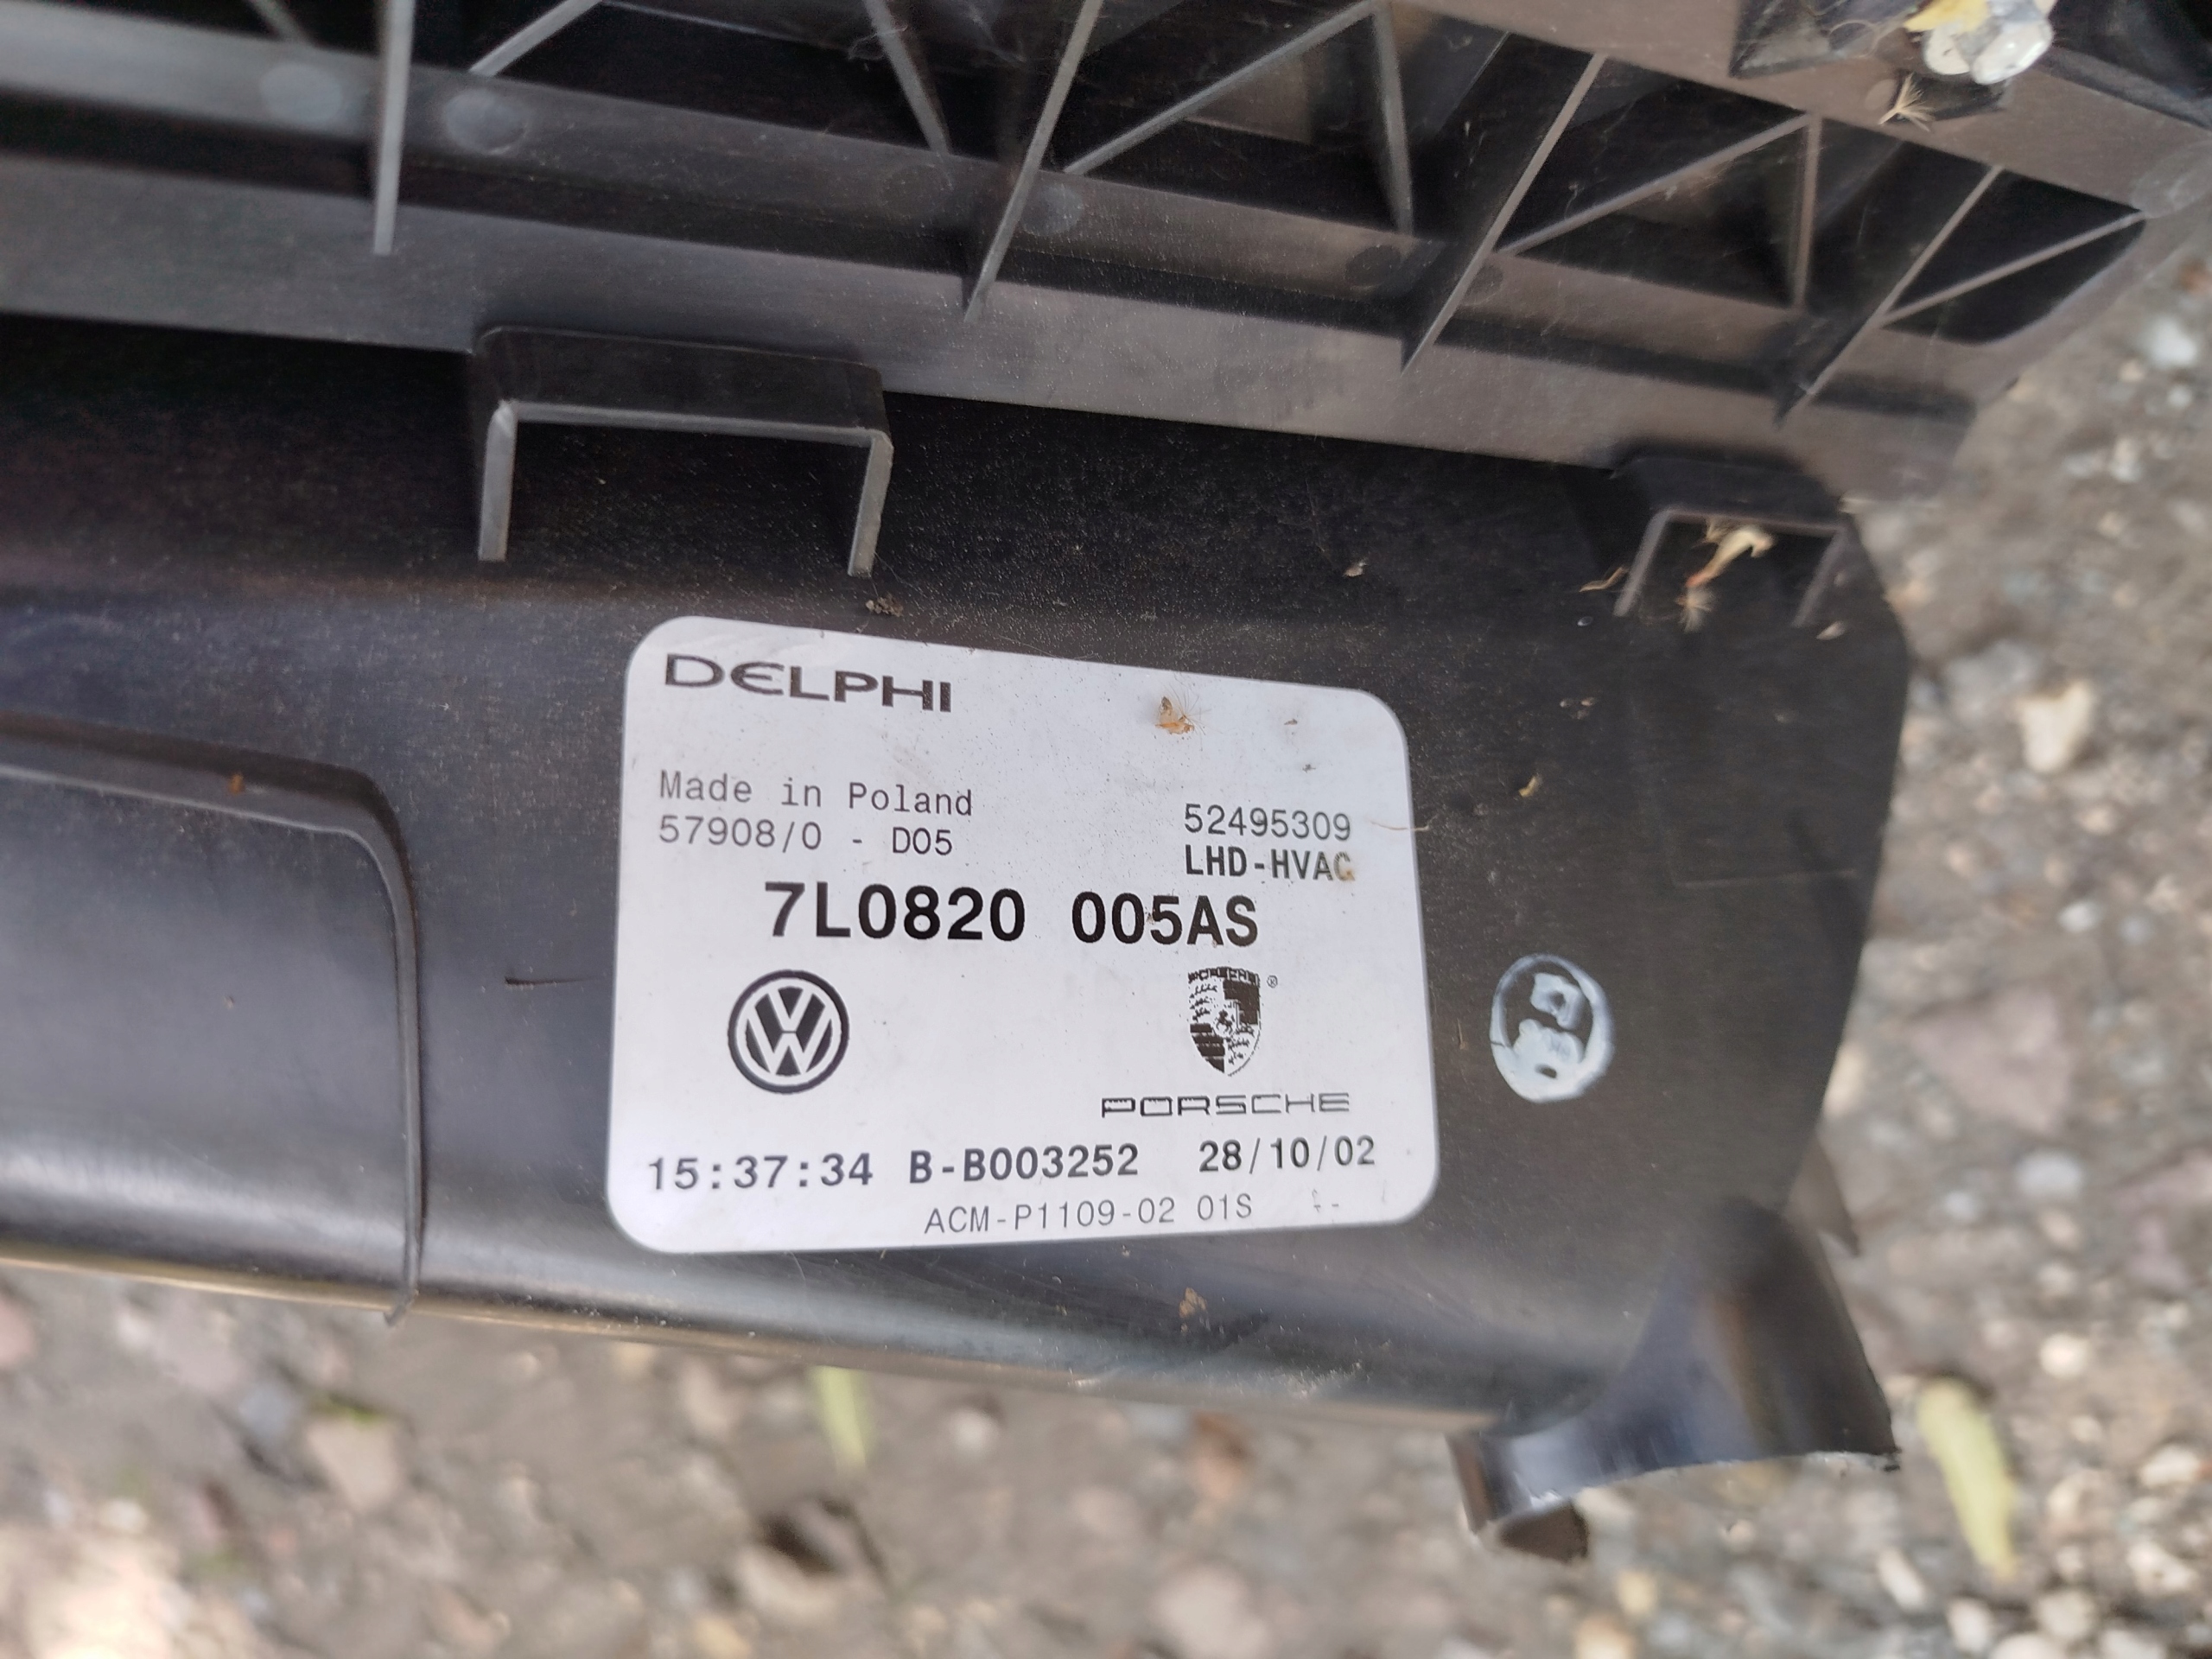 DELPHI
Made in Poland
57908/0 - D05
52495309
LHD-HVAC
7L0820 005AS
PORSCHE
15:37:34 B-B003252 28/10/02
ACM-P1109-02 01S